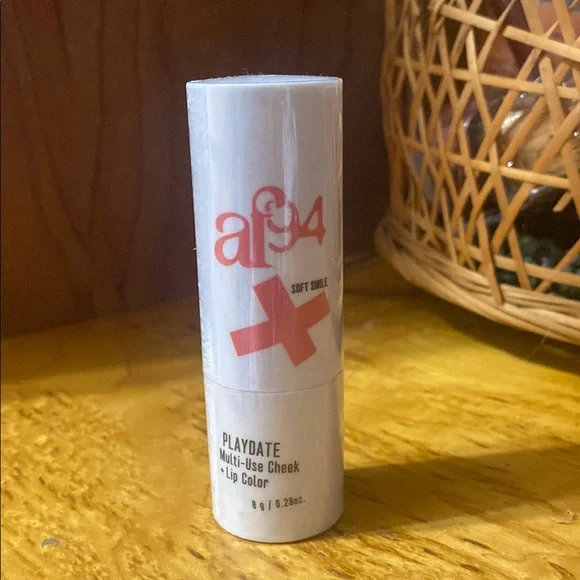 af94
SOFT SMILE
PLAYDATE
Multi-Use Cheek
+ Lip Color
8 g / 0.28oz.